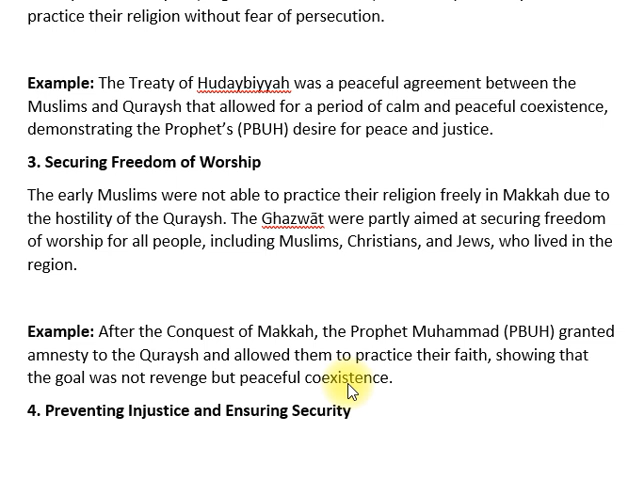 practice their religion without fear of persecution.
Example: The Treaty of Hudaybiyyah was a peaceful agreement between the
Muslims and Quraysh that allowed for a period of calm and peaceful coexistence,
demonstrating the Prophet’s (PBUH) desire for peace and justice.
3. Securing Freedom of Worship
The early Muslims were not able to practice their religion freely in Makkah due to
the hostility of the Quraysh. The Ghazwāt were partly aimed at securing freedom
of worship for all people, including Muslims, Christians, and Jews, who lived in the
region.
Example: After the Conquest of Makkah, the Prophet Muhammad (PBUH) granted
amnesty to the Quraysh and allowed them to practice their faith, showing that
the goal was not revenge but peaceful coexistence.
4. Preventing Injustice and Ensuring Security